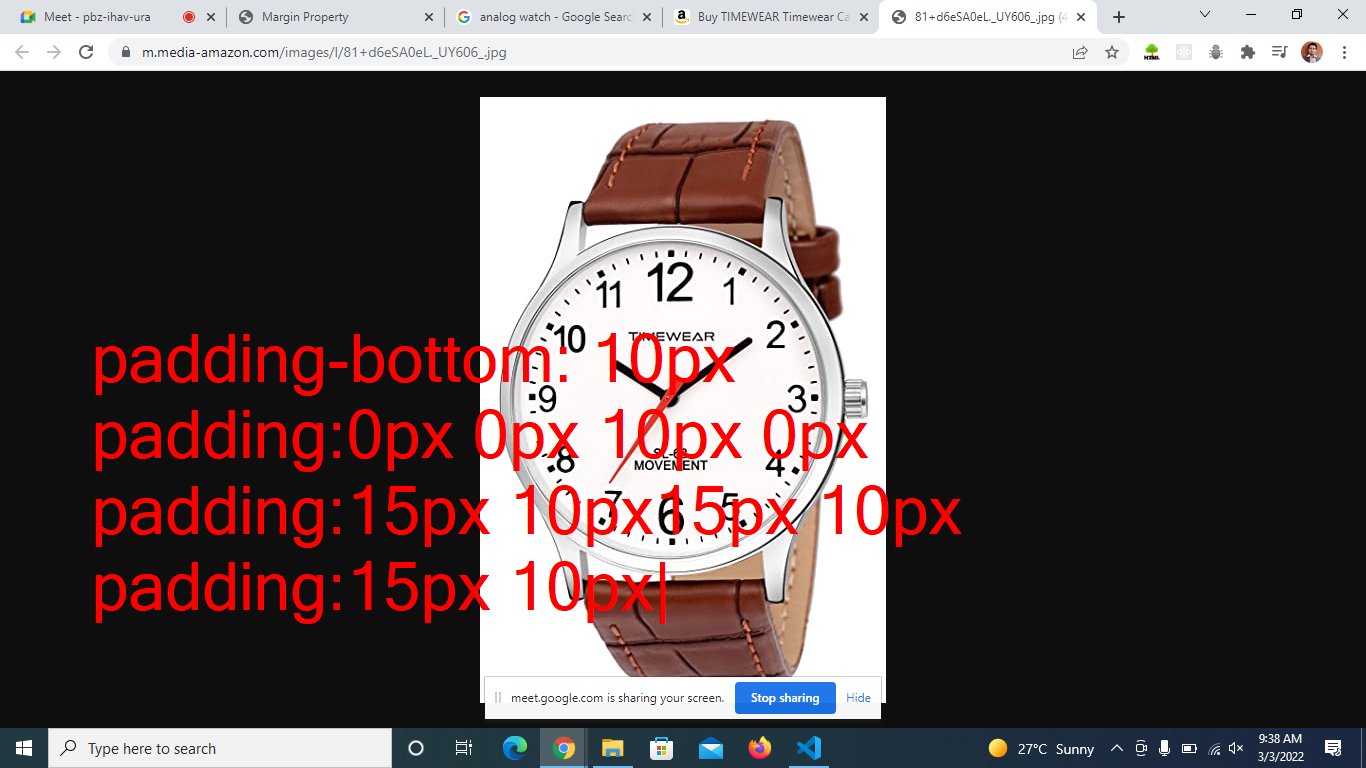 Meet - pbz-ihav-ura
Margin Property
analog watch - Google Searc
Buy TIMEWEAR Timewear Ca
81+d6eSA0eL._UY606_.jpg (4
m.media-amazon.com/images/I/81+d6eSA0eL._UY606_.jpg
HTML
12
11
1
10
2
TIMEWEAR
padding-bottom: 10px
9
3
padding:0px 0px 10px 0px
SL-68
MOVEMENT
8
4
7
5
6
padding:15px 10px15px 10px
padding:15px 10px|
meet.google.com is sharing your screen.
Stop sharing
Hide
Type here to search
27°C Sunny
9:38 AM
3/3/2022